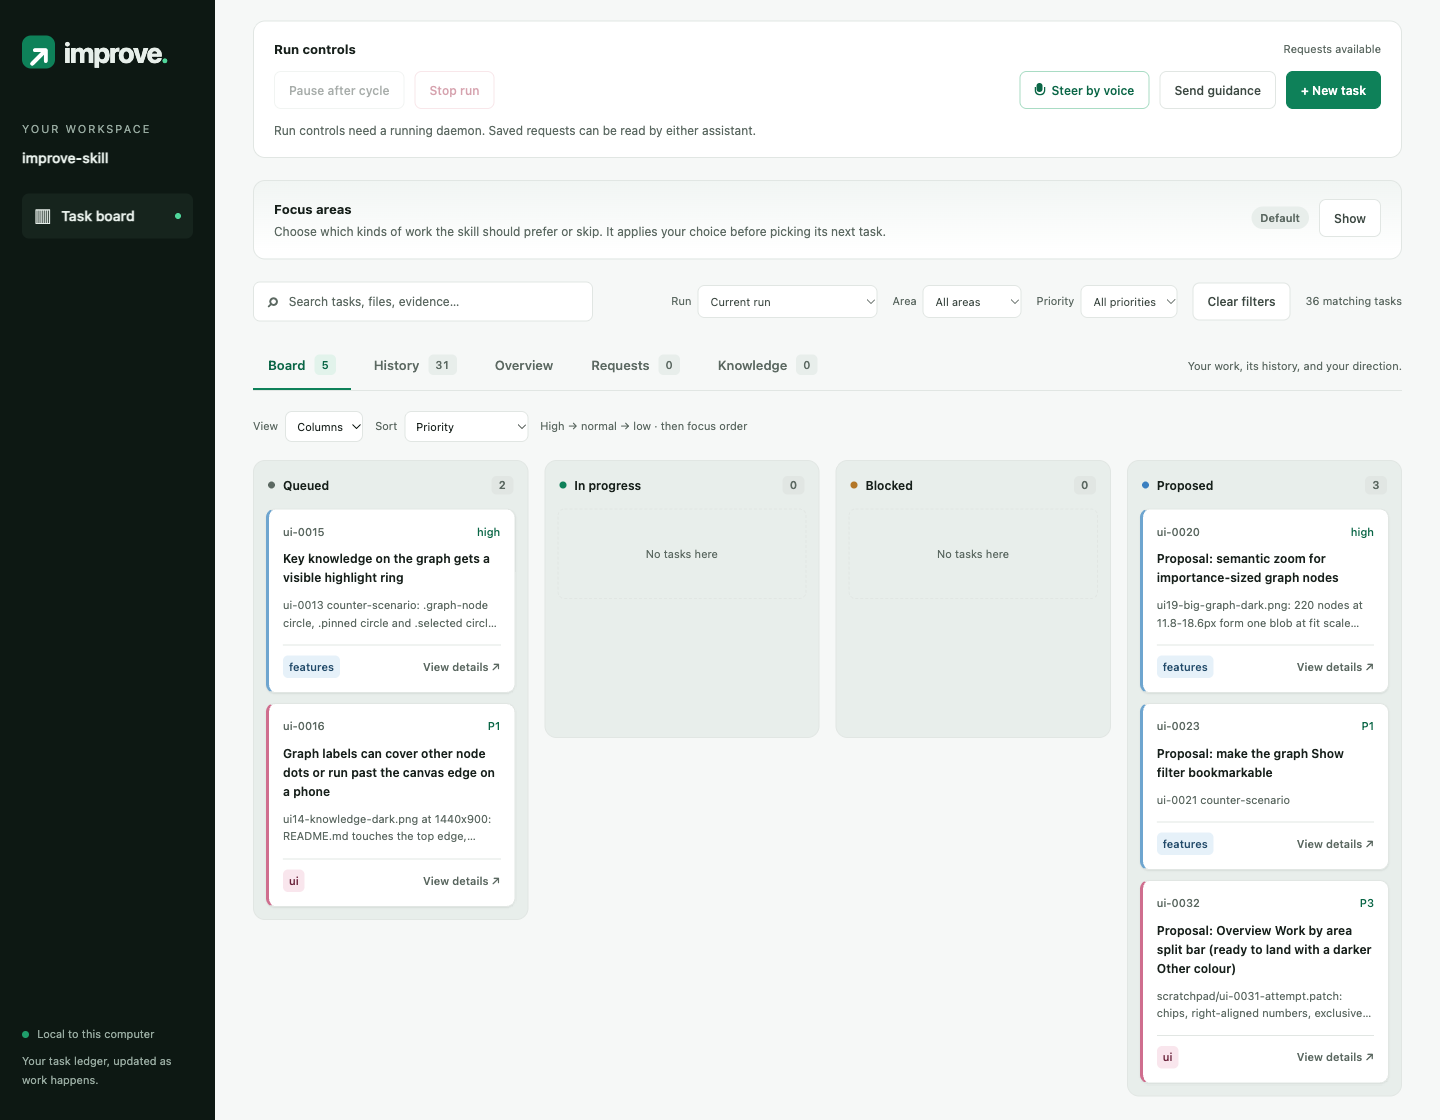 improve.
YOUR WORKSPACE
improve-skill
Task board
Local to this computer
Your task ledger, updated as
work happens.
Run controls
Requests available
Pause after cycle
Stop run
Steer by voice
Send guidance
+ New task
Run controls need a running daemon. Saved requests can be read by either assistant.
Focus areas
Choose which kinds of work the skill should prefer or skip. It applies your choice before picking its next task.
Default
Show
Search tasks, files, evidence...
Run
Current run
Area
All areas
Priority
All priorities
Clear filters
36 matching tasks
Board 5
History 31
Overview
Requests 0
Knowledge 0
Your work, its history, and your direction.
View
Columns
Sort
Priority
High → normal → low · then focus order
Queued 2
ui-0015 high
Key knowledge on the graph gets a
visible highlight ring
ui-0013 counter-scenario: .graph-node
circle, .pinned circle and .selected circl...
features
View details ↗
ui-0016 P1
Graph labels can cover other node
dots or run past the canvas edge on
a phone
ui14-knowledge-dark.png at 1440x900:
README.md touches the top edge,...
ui
View details ↗
In progress 0
No tasks here
Blocked 0
No tasks here
Proposed 3
ui-0020 high
Proposal: semantic zoom for
importance-sized graph nodes
ui19-big-graph-dark.png: 220 nodes at
11.8-18.6px form one blob at fit scale...
features
View details ↗
ui-0023 P1
Proposal: make the graph Show
filter bookmarkable
ui-0021 counter-scenario
features
View details ↗
ui-0032 P3
Proposal: Overview Work by area
split bar (ready to land with a darker
Other colour)
scratchpad/ui-0031-attempt.patch:
chips, right-aligned numbers, exclusive...
ui
View details ↗